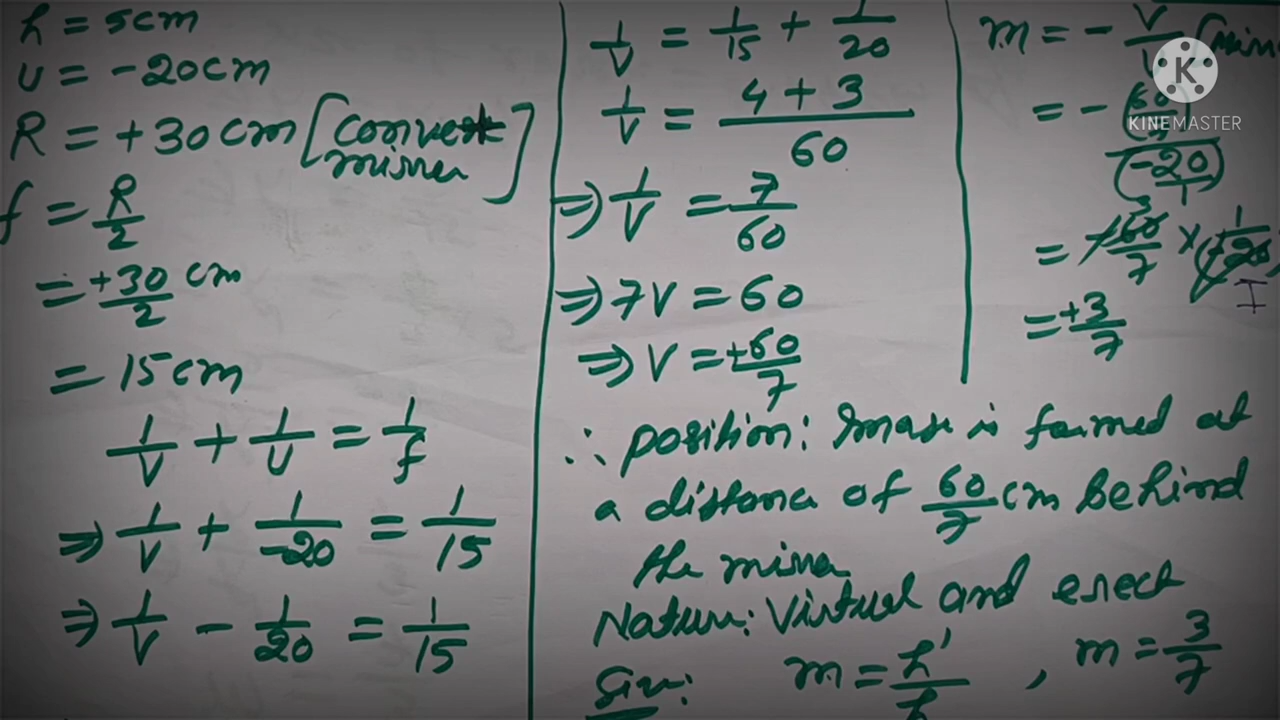 h = 5cm
u = -20cm
R = +30cm [Convex mirror]
f = R/2
= +30/2 cm
= 15cm
1/v + 1/u = 1/f
=> 1/v + 1/-20 = 1/15
=> 1/v - 1/20 = 1/15
1/v = 1/15 + 1/20
1/v = 4 + 3 / 60
=> 1/v = 7/60
=> 7v = 60
=> v = +60/7
m = - v/u
= - (60/7) / (-20/1)
= -60/7 × (1/-20)
= +3/7
∴ position: Image is formed at
a distance of 60/7 cm behind
the mirror
Nature: Virtual and erect
Size: m = h'/h , m = 3/7
K
KINEMASTER